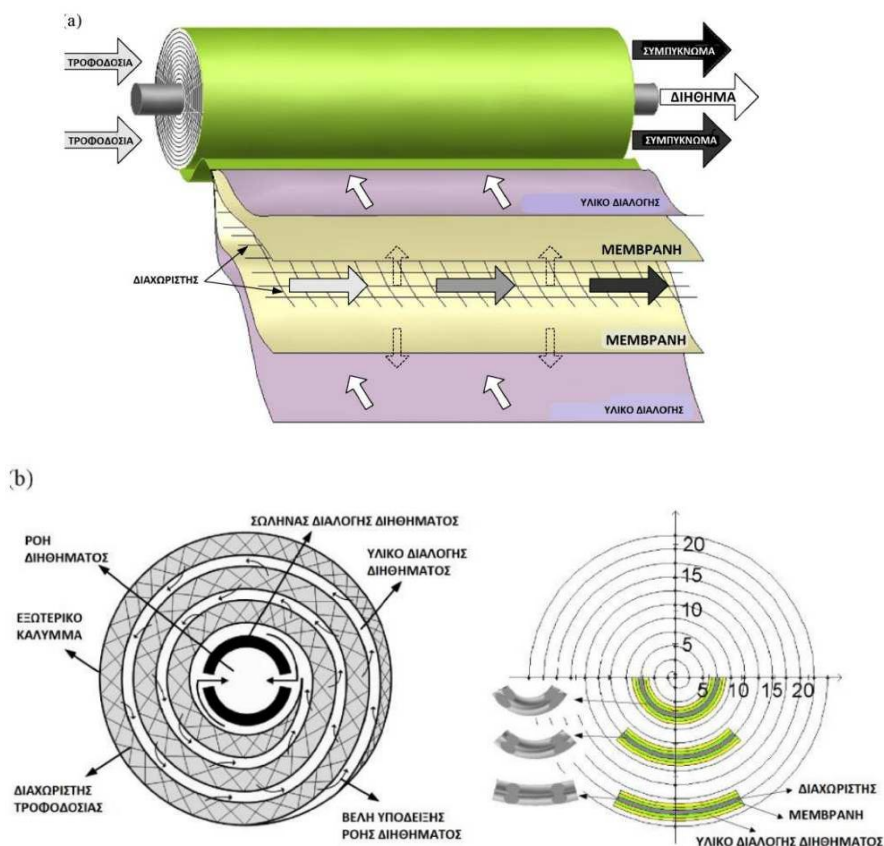 (a)
ΤΡΟΦΟΔΟΣΙΑ
ΤΡΟΦΟΔΟΣΙΑ
ΣΥΜΠΥΚΝΩΜΑ
ΔΙΗΘΗΜΑ
ΣΥΜΠΥΚΝΩΜΑ
ΥΛΙΚΟ ΔΙΑΛΟΓΗΣ
ΜΕΜΒΡΑΝΗ
ΔΙΑΧΩΡΙΣΤΗΣ
ΜΕΜΒΡΑΝΗ
ΥΛΙΚΟ ΔΙΑΛΟΓΗΣ
(b)
ΣΩΛΗΝΑΣ ΔΙΑΛΟΓΗΣ ΔΙΗΘΗΜΑΤΟΣ
ΡΟΗ
ΔΙΗΘΗΜΑΤΟΣ
ΥΛΙΚΟ ΔΙΑΛΟΓΗΣ
ΔΙΗΘΗΜΑΤΟΣ
ΕΞΩΤΕΡΙΚΟ
ΚΑΛΥΜΜΑ
ΔΙΑΧΩΡΙΣΤΗΣ
ΤΡΟΦΟΔΟΣΙΑΣ
ΒΕΛΗ ΥΠΟΔΕΙΞΗΣ
ΡΟΗΣ ΔΙΗΘΗΜΑΤΟΣ
20
15
10
5
5 10 15 20
ΔΙΑΧΩΡΙΣΤΗΣ
ΜΕΜΒΡΑΝΗ
ΥΛΙΚΟ ΔΙΑΛΟΓΗΣ ΔΙΗΘΗΜΑΤΟΣ